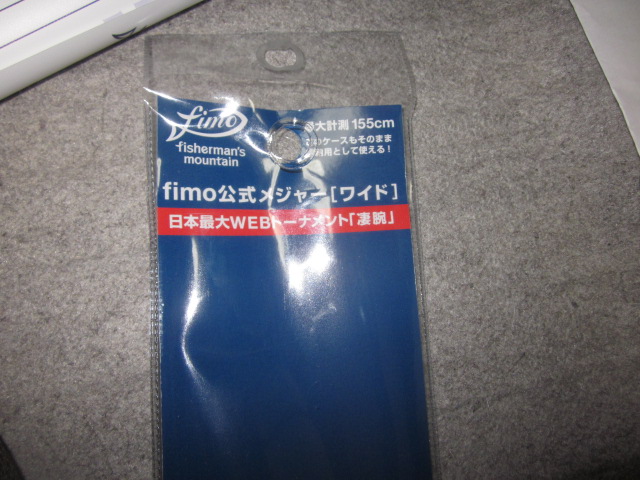 fimo
fisherman's
mountain
大計測 155cm
ケースもそのまま
用として使える!
fimo公式メジャー[ワイド]
日本最大WEBトーナメント「凄腕」